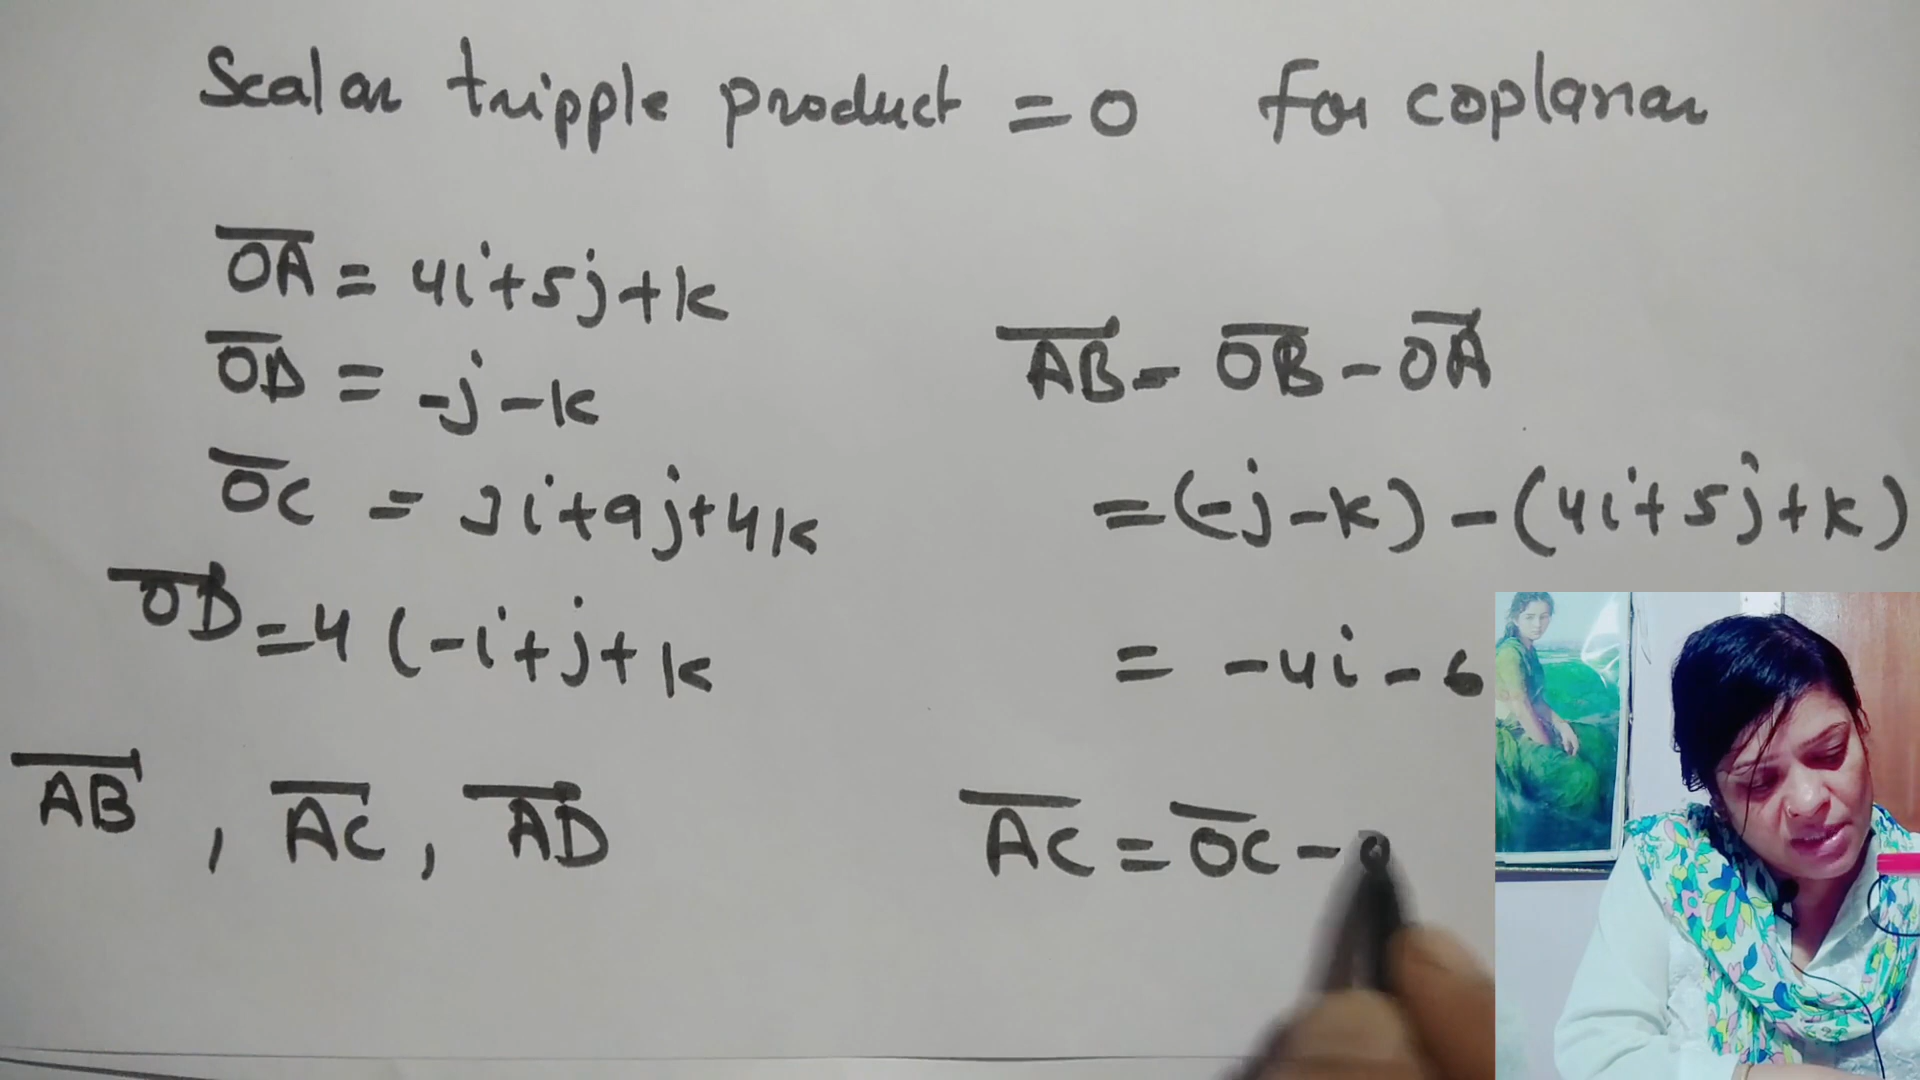 Scalar tripple product = 0 for coplanar
OA = 4i+5j+k
OB = -j-k
OC = 3i+9j+4k
OD = 4(-i+j+k
AB, AC, AD
AB = OB - OA
= (-j-k) - (4i+5j+k)
= -4i-6
AC = OC - O